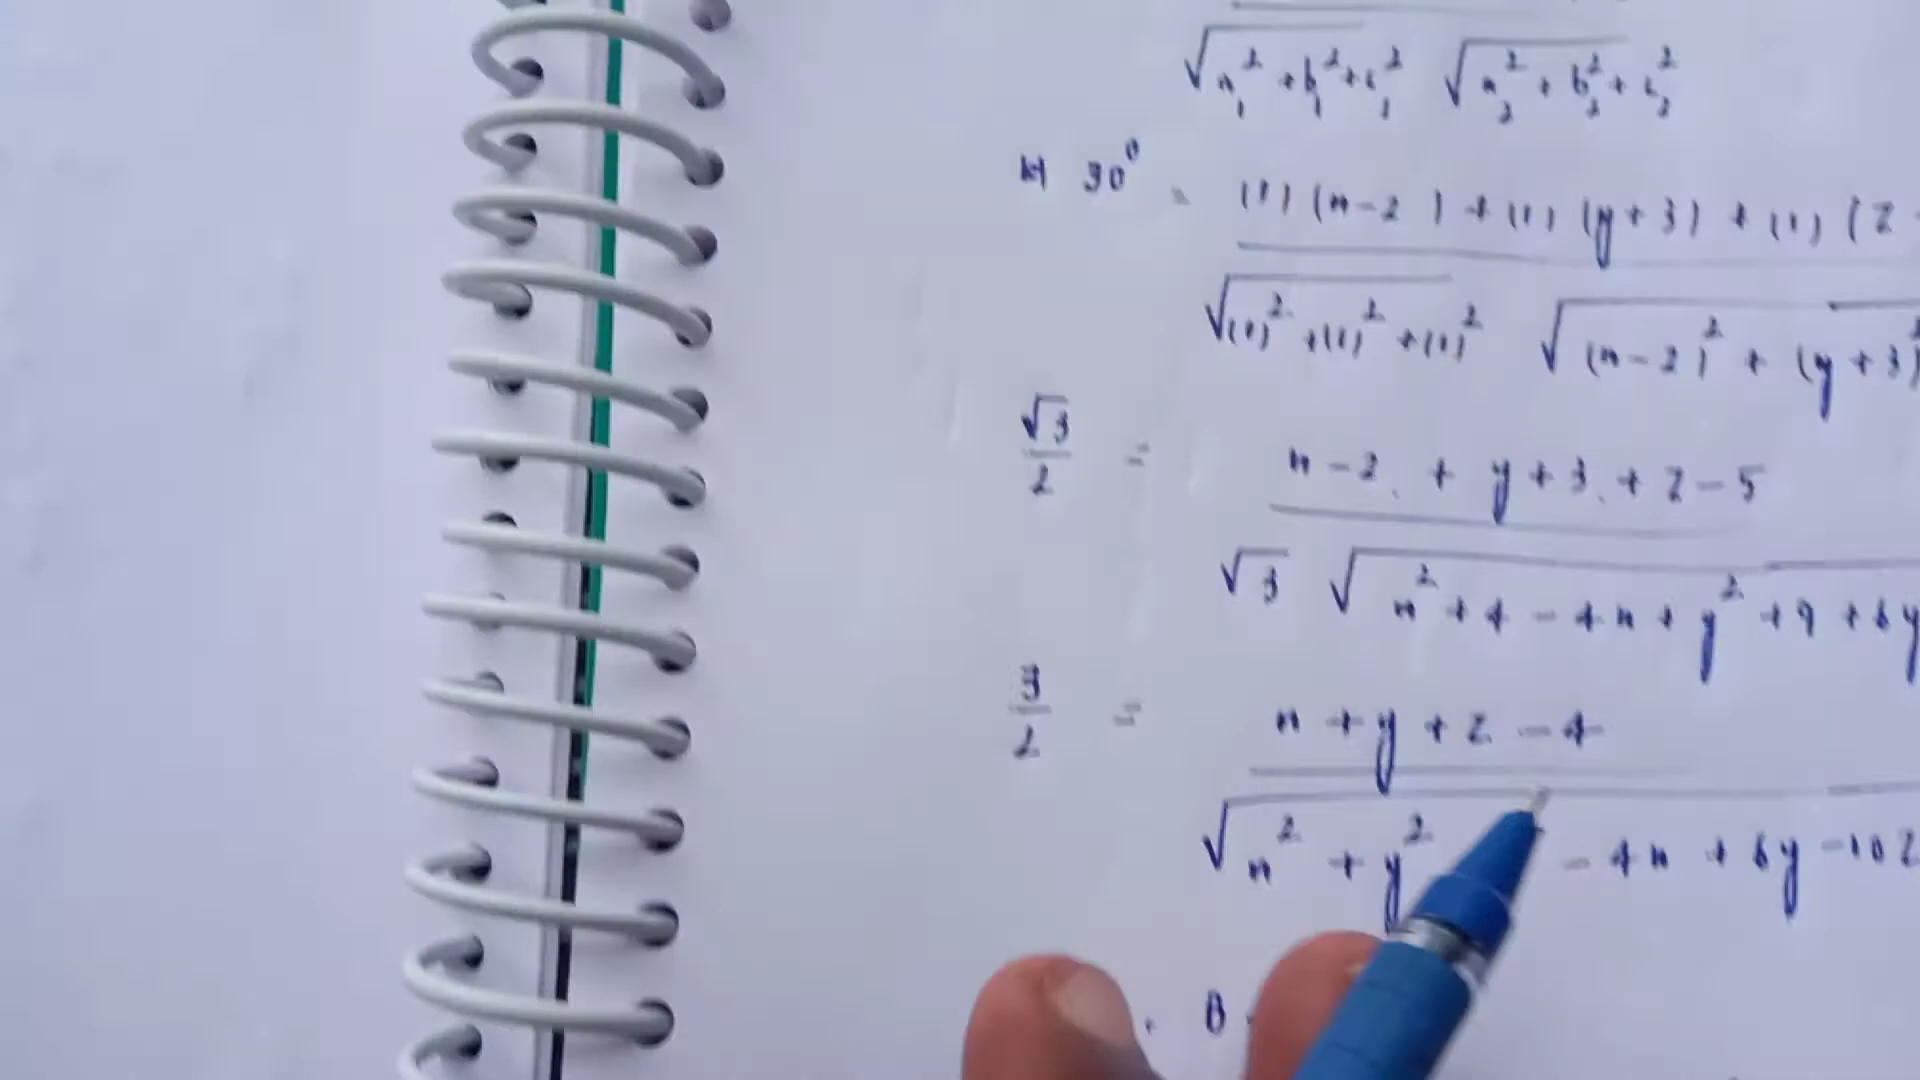 √a₁² + b₁² + c₁² √a₂² + b₂² + c₂²
30° = (1) (x - 2) + (1) (y + 3) + (1) (z -
√(1)² + (1)² + (1)² √(x - 2)² + (y + 3)²
√3/2 = x - 2 + y + 3 + z - 5
√3 √x² + 4 - 4x + y² + 9 + 6y
3/2 = x + y + z - 4
√x² + y² - 4x + 6y - 10z